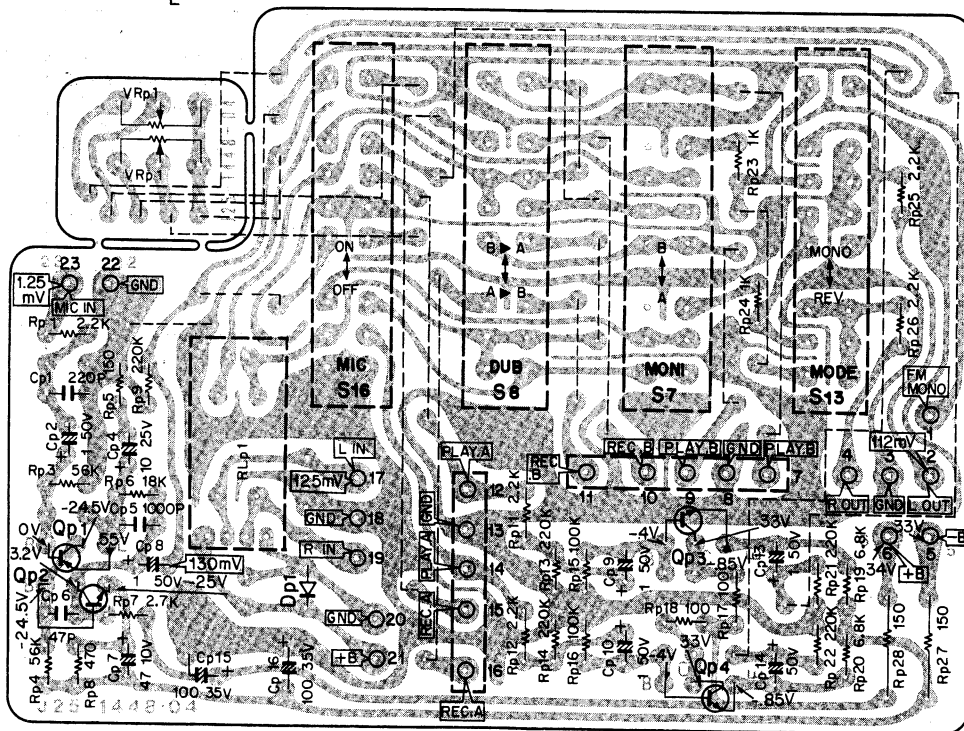 VRp1
VRp1
1448-04
23 22
1.25 mV
MIC IN
GND
Rp1 2.2K
Cp1 220P
Rp5 150
Rp9 220K
Cp2 1 50V
Cp4 10 25V
Rp3 56K
Rp6 18K
Cp5 1000P
-24.5V
0V
Qp1
.55V
3.2V
Cp8 1 50V
130mV
-.25V
Qp2
Cp6 47P
-24.5V
Rp7 2.7K
Rp4 56K
Rp8 470
Cp7 47 10V
Cp15 100 35V
Cp16 100 35V
Dp1
RLp1
ON
OFF
MIC
S16
B ▶ A
A ▶ B
DUB
S8
B
A
MONI
S7
MONO
REV
MODE
S13
Rp23 1K
Rp24 1K
Rp25 2.2K
Rp26 2.2K
FM MONO
112mV
L IN
125mV
17
GND
18
R IN
19
GND
20
+B
21
PLAY.A
12
GND
13
PLAY.A
14
REC.A
15
16
REC.A
REC. B
REC.B
PLAY.B
GND
PLAY.B
11 10 9 8 7
4 3 2
R.OUT
GND
L.OUT
Rp11 2.2K
Rp13 220K
Rp15 100K
Cp9 1 50V
-.4V
Qp3
33V
-.85V
Rp17 100
Cp13 1 50V
Rp21 220K
Rp19 6.8K
6 5
33V
34V
+B
-B
Rp12 2.2K
Rp14 220K
Rp16 100K
Cp10 1 50V
Rp18 100
33V
-.4V
Qp4
-.85V
B C E
Cp14 1 50V
Rp22 220K
Rp20 6.8K
Rp28 150
Rp27 150
J25-1448-04